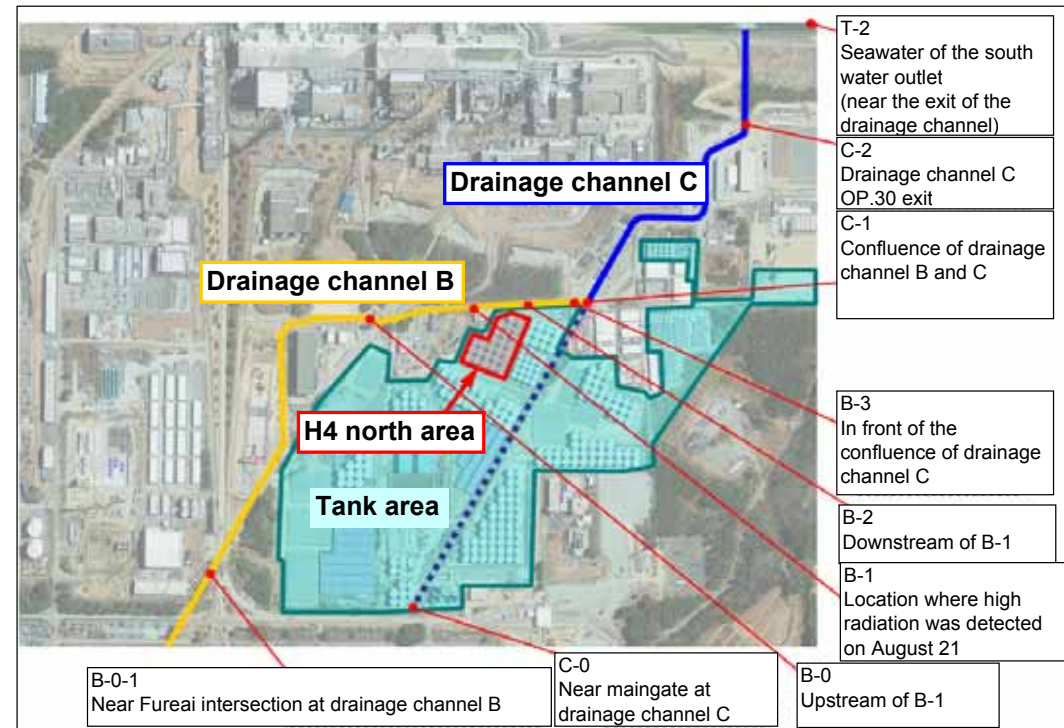 T-2
Seawater of the south
water outlet
(near the exit of the
drainage channel)
C-2
Drainage channel C
OP.30 exit
C-1
Confluence of drainage
channel B and C
Drainage channel C
Drainage channel B
H4 north area
Tank area
B-3
In front of the
confluence of drainage
channel C
B-2
Downstream of B-1
B-1
Location where high
radiation was detected
on August 21
B-0
Upstream of B-1
C-0
Near maingate at
drainage channel C
B-0-1
Near Fureai intersection at drainage channel B